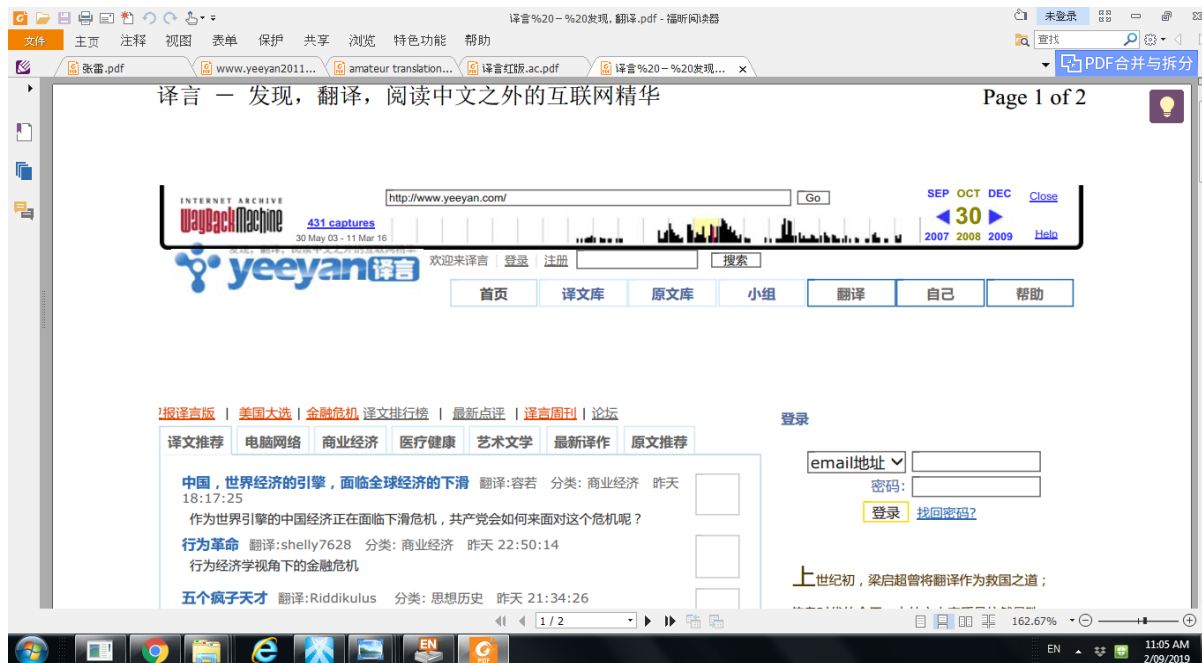 译言%20－%20发现, 翻译.pdf - 福昕阅读器
未登录
文件 主页 注释 视图 表单 保护 共享 浏览 特色功能 帮助
查找
张雷.pdf
www.yeeyan2011...
amateur translation...
译言红版.ac.pdf
译言%20－%20发现... x
PDF合并与拆分
译言 － 发现，翻译，阅读中文之外的互联网精华
Page 1 of 2
INTERNET ARCHIVE
WayBackMachine
http://www.yeeyan.com/
Go
SEP OCT DEC
Close
431 captures
30
30 May 03 - 11 Mar 16
2007 2008 2009
Help
yeeyan译言
欢迎来译言 | 登录 | 注册
搜索
首页 译文库 原文库 小组 翻译 自己 帮助
报译言版 | 美国大选 | 金融危机 译文排行榜 | 最新点评 | 译言周刊 | 论坛
登录
译文推荐 电脑网络 商业经济 医疗健康 艺术文学 最新译作 原文推荐
email地址
密码:
登录 找回密码?
中国，世界经济的引擎，面临全球经济的下滑 翻译:容若 分类: 商业经济 昨天
18:17:25
作为世界引擎的中国经济正在面临下滑危机，共产党会如何来面对这个危机呢？
行为革命 翻译:shelly7628 分类: 商业经济 昨天 22:50:14
行为经济学视角下的金融危机
五个疯子天才 翻译:Riddikulus 分类: 思想历史 昨天 21:34:26
上世纪初，梁启超曾将翻译作为救国之道；
1 / 2
162.67%
EN
11:05 AM
2/09/2019